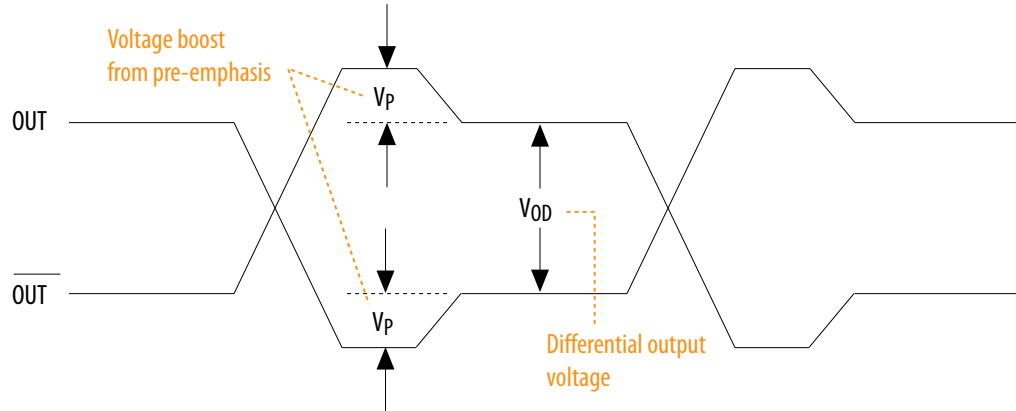 Voltage boost
from pre-emphasis
VP
OUT
VOD
OUT
VP
Differential output
voltage